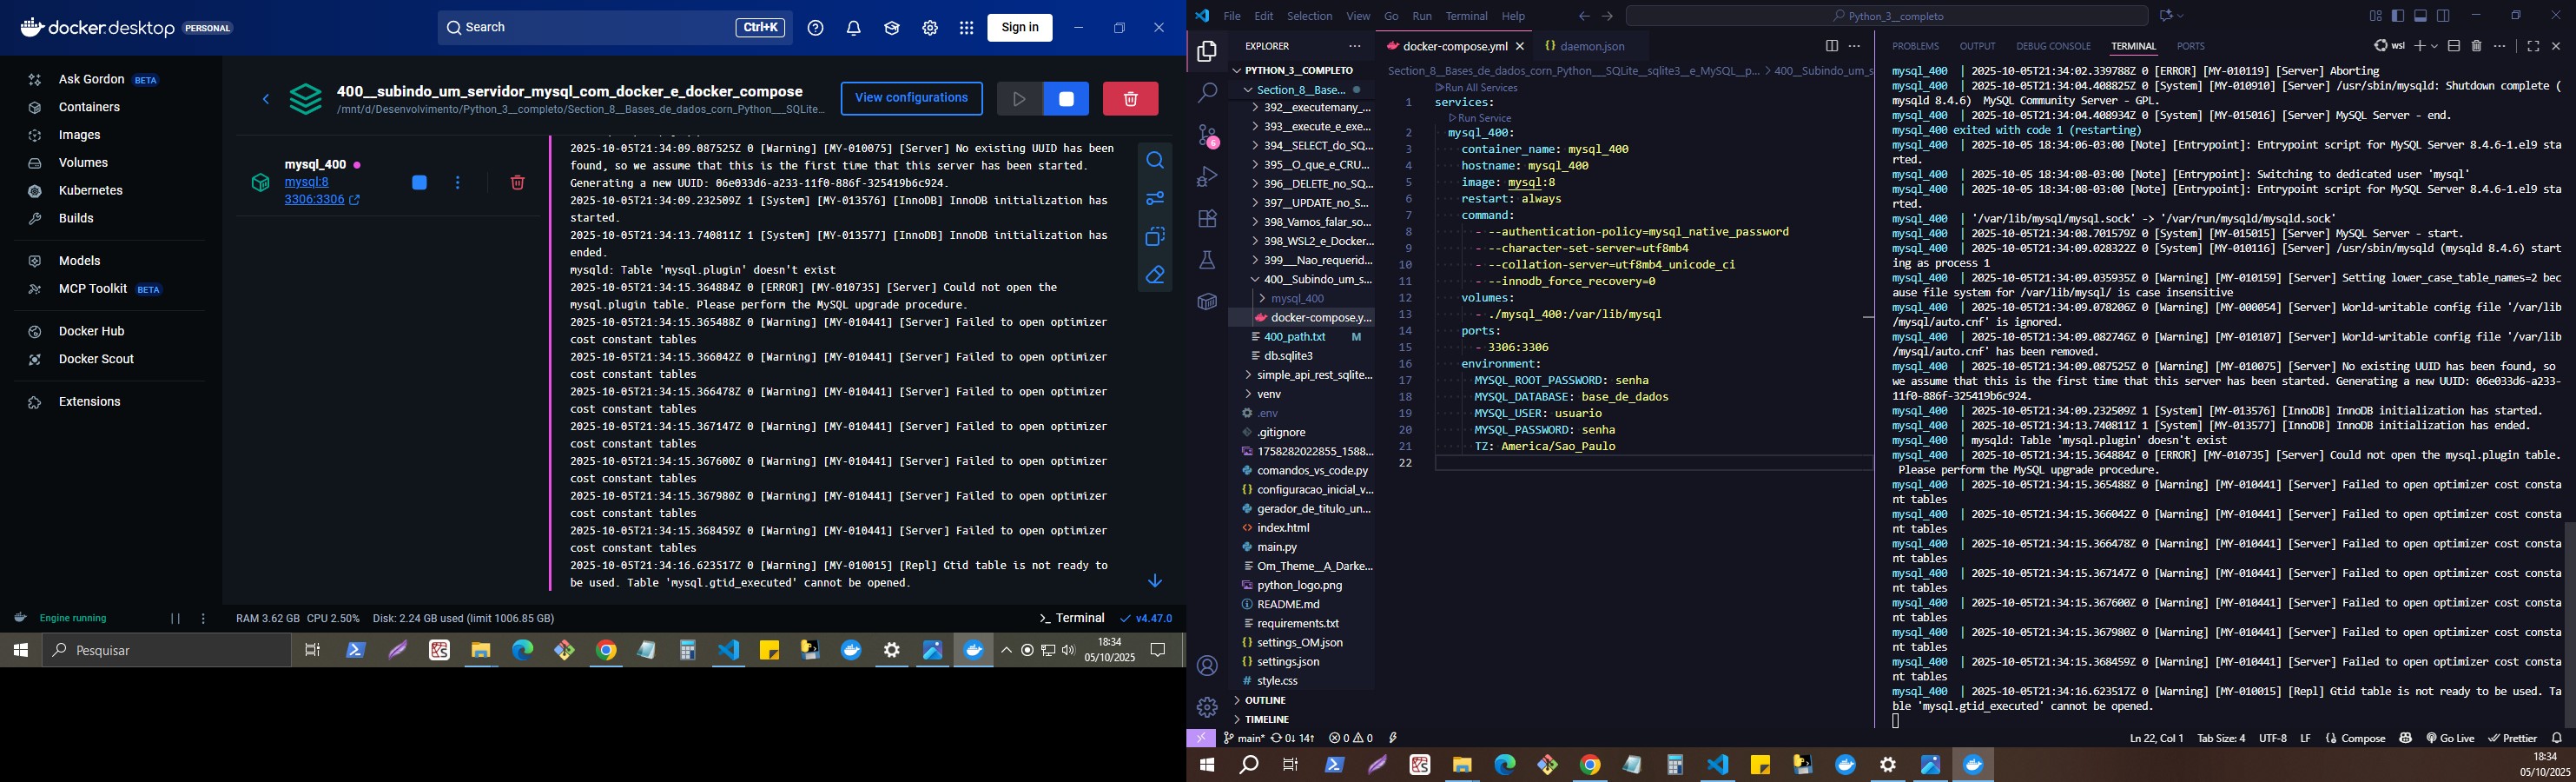 docker.desktop PERSONAL
Search Ctrl+K
Sign in
Ask Gordon BETA
Containers
Images
Volumes
Kubernetes
Builds
Models
MCP Toolkit BETA
Docker Hub
Docker Scout
Extensions
400__subindo_um_servidor_mysql_com_docker_e_docker_compose
/mnt/d/Desenvolvimento/Python_3__completo/Section_8__Bases_de_dados_corn_Python___SQLite...
View configurations
mysql_400
mysql:8
3306:3306
2025-10-05T21:34:09.087525Z 0 [Warning] [MY-010075] [Server] No existing UUID has been
found, so we assume that this is the first time that this server has been started.
Generating a new UUID: 06e033d6-a233-11f0-886f-325419b6c924.
2025-10-05T21:34:09.232509Z 1 [System] [MY-013576] [InnoDB] InnoDB initialization has
started.
2025-10-05T21:34:13.740811Z 1 [System] [MY-013577] [InnoDB] InnoDB initialization has
ended.
mysqld: Table 'mysql.plugin' doesn't exist
2025-10-05T21:34:15.364884Z 0 [ERROR] [MY-010735] [Server] Could not open the
mysql.plugin table. Please perform the MySQL upgrade procedure.
2025-10-05T21:34:15.365488Z 0 [Warning] [MY-010441] [Server] Failed to open optimizer
cost constant tables
2025-10-05T21:34:15.366042Z 0 [Warning] [MY-010441] [Server] Failed to open optimizer
cost constant tables
2025-10-05T21:34:15.366478Z 0 [Warning] [MY-010441] [Server] Failed to open optimizer
cost constant tables
2025-10-05T21:34:15.367147Z 0 [Warning] [MY-010441] [Server] Failed to open optimizer
cost constant tables
2025-10-05T21:34:15.367600Z 0 [Warning] [MY-010441] [Server] Failed to open optimizer
cost constant tables
2025-10-05T21:34:15.367980Z 0 [Warning] [MY-010441] [Server] Failed to open optimizer
cost constant tables
2025-10-05T21:34:15.368459Z 0 [Warning] [MY-010441] [Server] Failed to open optimizer
cost constant tables
2025-10-05T21:34:16.623517Z 0 [Warning] [MY-010015] [Repl] Gtid table is not ready to
be used. Table 'mysql.gtid_executed' cannot be opened.
Engine running
RAM 3.62 GB CPU 2.50% Disk: 2.24 GB used (limit 1006.85 GB)
>_ Terminal
v4.47.0
Pesquisar
18:34
05/10/2025
File Edit Selection View Go Run Terminal Help
Python_3__completo
EXPLORER
PYTHON_3__COMPLETO
Section_8__Base...
392__executemany_...
393__execute_e_exe...
394__SELECT_do_SQ...
395__O_que_e_CRU...
396__DELETE_no_SQ...
397__UPDATE_no_S...
398_Vamos_falar_so...
398_WSL2_e_Docker...
399___Nao_requerid...
400__Subindo_um_s...
mysql_400
docker-compose.y...
400_path.txt M
db.sqlite3
simple_api_rest_sqlite...
venv
.env
.gitignore
1758282022855_1588...
comandos_vs_code.py
configuracao_inicial_v...
gerador_de_titulo_un...
index.html
main.py
Om_Theme__A_Darke...
python_logo.png
README.md
requirements.txt
settings_OM.json
settings.json
style.css
OUTLINE
TIMELINE
6
docker-compose.yml
daemon.json
Section_8__Bases_de_dados_corn_Python___SQLite__sqlite3__e_MySQL__p... > 400__Subindo_um_s
Run All Services
1 services:
Run Service
2 mysql_400:
3 container_name: mysql_400
4 hostname: mysql_400
5 image: mysql:8
6 restart: always
7 command:
8 - --authentication-policy=mysql_native_password
9 - --character-set-server=utf8mb4
10 - --collation-server=utf8mb4_unicode_ci
11 - --innodb_force_recovery=0
12 volumes:
13 - ./mysql_400:/var/lib/mysql
14 ports:
15 - 3306:3306
16 environment:
17 MYSQL_ROOT_PASSWORD: senha
18 MYSQL_DATABASE: base_de_dados
19 MYSQL_USER: usuario
20 MYSQL_PASSWORD: senha
21 TZ: America/Sao_Paulo
22
PROBLEMS OUTPUT DEBUG CONSOLE TERMINAL PORTS
wsl
mysql_400 | 2025-10-05T21:34:02.339788Z 0 [ERROR] [MY-010119] [Server] Aborting
mysql_400 | 2025-10-05T21:34:04.408825Z 0 [System] [MY-010910] [Server] /usr/sbin/mysqld: Shutdown complete (
mysqld 8.4.6)  MySQL Community Server - GPL.
mysql_400 | 2025-10-05T21:34:04.408934Z 0 [System] [MY-015016] [Server] MySQL Server - end.
mysql_400 exited with code 1 (restarting)
mysql_400 | 2025-10-05 18:34:06-03:00 [Note] [Entrypoint]: Entrypoint script for MySQL Server 8.4.6-1.el9 sta
rted.
mysql_400 | 2025-10-05 18:34:08-03:00 [Note] [Entrypoint]: Switching to dedicated user 'mysql'
mysql_400 | 2025-10-05 18:34:08-03:00 [Note] [Entrypoint]: Entrypoint script for MySQL Server 8.4.6-1.el9 sta
rted.
mysql_400 | '/var/lib/mysql/mysql.sock' -> '/var/run/mysqld/mysqld.sock'
mysql_400 | 2025-10-05T21:34:08.701579Z 0 [System] [MY-015015] [Server] MySQL Server - start.
mysql_400 | 2025-10-05T21:34:09.028322Z 0 [System] [MY-010116] [Server] /usr/sbin/mysqld (mysqld 8.4.6) start
ing as process 1
mysql_400 | 2025-10-05T21:34:09.035935Z 0 [Warning] [MY-010159] [Server] Setting lower_case_table_names=2 bec
ause file system for /var/lib/mysql/ is case insensitive
mysql_400 | 2025-10-05T21:34:09.078206Z 0 [Warning] [MY-000054] [Server] World-writable config file '/var/lib
/mysql/auto.cnf' is ignored.
mysql_400 | 2025-10-05T21:34:09.082746Z 0 [Warning] [MY-010107] [Server] World-writable config file '/var/lib
/mysql/auto.cnf' has been removed.
mysql_400 | 2025-10-05T21:34:09.087525Z 0 [Warning] [MY-010075] [Server] No existing UUID has been found, so
we assume that this is the first time that this server has been started. Generating a new UUID: 06e033d6-a233-
11f0-886f-325419b6c924.
mysql_400 | 2025-10-05T21:34:09.232509Z 1 [System] [MY-013576] [InnoDB] InnoDB initialization has started.
mysql_400 | 2025-10-05T21:34:13.740811Z 1 [System] [MY-013577] [InnoDB] InnoDB initialization has ended.
mysql_400 | mysqld: Table 'mysql.plugin' doesn't exist
mysql_400 | 2025-10-05T21:34:15.364884Z 0 [ERROR] [MY-010735] [Server] Could not open the mysql.plugin table.
Please perform the MySQL upgrade procedure.
mysql_400 | 2025-10-05T21:34:15.365488Z 0 [Warning] [MY-010441] [Server] Failed to open optimizer cost consta
nt tables
mysql_400 | 2025-10-05T21:34:15.366042Z 0 [Warning] [MY-010441] [Server] Failed to open optimizer cost consta
nt tables
mysql_400 | 2025-10-05T21:34:15.366478Z 0 [Warning] [MY-010441] [Server] Failed to open optimizer cost consta
nt tables
mysql_400 | 2025-10-05T21:34:15.367147Z 0 [Warning] [MY-010441] [Server] Failed to open optimizer cost consta
nt tables
mysql_400 | 2025-10-05T21:34:15.367600Z 0 [Warning] [MY-010441] [Server] Failed to open optimizer cost consta
nt tables
mysql_400 | 2025-10-05T21:34:15.367980Z 0 [Warning] [MY-010441] [Server] Failed to open optimizer cost consta
nt tables
mysql_400 | 2025-10-05T21:34:15.368459Z 0 [Warning] [MY-010441] [Server] Failed to open optimizer cost consta
nt tables
mysql_400 | 2025-10-05T21:34:16.623517Z 0 [Warning] [MY-010015] [Repl] Gtid table is not ready to be used. Ta
ble 'mysql.gtid_executed' cannot be opened.
main* 0↓ 14↑ 0 0
Ln 22, Col 1 Tab Size: 4 UTF-8 LF Compose Go Live Prettier
18:34
05/10/2025